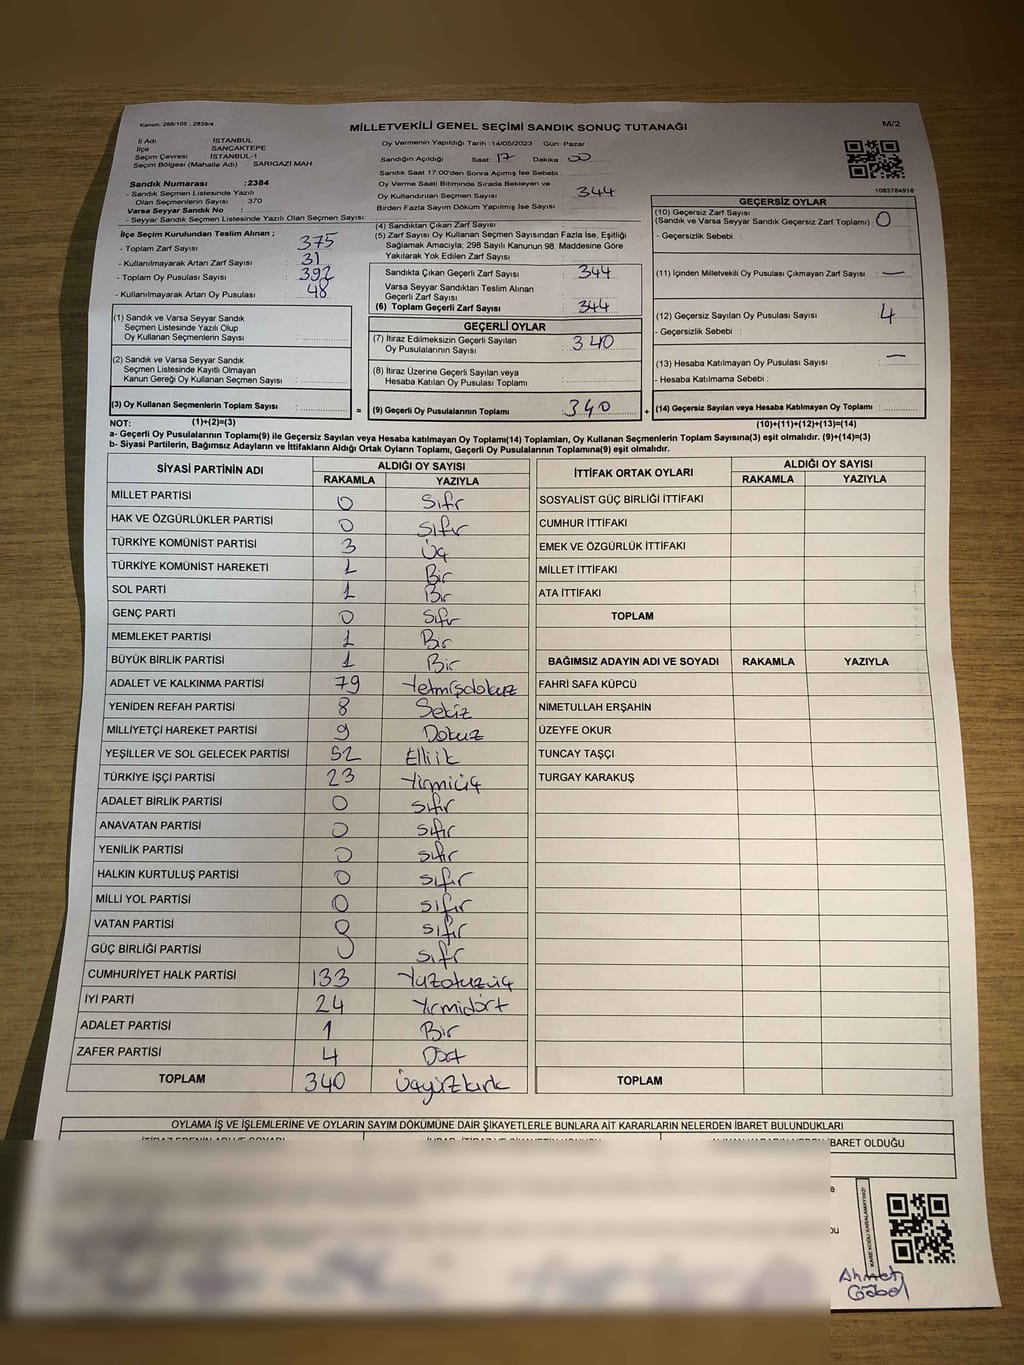 Kanun, 298/105 , 2839/4
MİLLETVEKİLİ GENEL SEÇİMİ SANDIK SONUÇ TUTANAĞI
M/2
İl Adı : İSTANBUL
İlçe : SANCAKTEPE
Seçim Çevresi : İSTANBUL-1
Seçim Bölgesi (Mahalle Adı) : SARIGAZI MAH
Sandık Numarası :2384
- Sandık Seçmen Listesinde Yazılı
Olan Seçmenlerin Sayısı : 370
Varsa Seyyar Sandık No :
- Seyyar Sandık Seçmen Listesinde Yazılı Olan Seçmen Sayısı:
Oy Vermenin Yapıldığı Tarih :14/05/2023 Gün: Pazar
Sandığın Açıldığı Saat: 17 Dakika : 00
Sandık Saat 17:00'den Sonra Açımış İse Sebebi :
Oy Verme Saati Bitiminde Sırada Bekleyen ve
Oy Kullandırılan Seçmen Sayısı : 344
Birden Fazla Sayım Döküm Yapılmış İse Sayısı :
1083784918
İlçe Seçim Kurulundan Teslim Alınan ;
- Toplam Zarf Sayısı : 375
- Kullanılmayarak Artan Zarf Sayısı : 31
- Toplam Oy Pusulası Sayısı : 392
- Kullanılmayarak Artan Oy Pusulası : 48
(4) Sandıktan Çıkan Zarf Sayısı :
(5) Zarf Sayısı Oy Kullanan Seçmen Sayısından Fazla İse, Eşitliği
Sağlamak Amacıyla; 298 Sayılı Kanunun 98. Maddesine Göre
Yakılarak Yok Edilen Zarf Sayısı :
Sandıkta Çıkan Geçerli Zarf Sayısı : 344
Varsa Seyyar Sandıktan Teslim Alınan
Geçerli Zarf Sayısı :
(6) Toplam Geçerli Zarf Sayısı : 344
GEÇERSİZ OYLAR
(10) Geçersiz Zarf Sayısı
(Sandık ve Varsa Seyyar Sandık Geçersiz Zarf Toplamı) : 0
- Geçersizlik Sebebi :
(11) İçinden Milletvekili Oy Pusulası Çıkmayan Zarf Sayısı : —
(12) Geçersiz Sayılan Oy Pusulası Sayısı : 4
- Geçersizlik Sebebi :
(13) Hesaba Katılmayan Oy Pusulası Sayısı : —
- Hesaba Katılmama Sebebi :
(1) Sandık ve Varsa Seyyar Sandık
Seçmen Listesinde Yazılı Olup
Oy Kullanan Seçmenlerin Sayısı :
(2) Sandık ve Varsa Seyyar Sandık
Seçmen Listesinde Kayıtlı Olmayan
Kanun Gereği Oy Kullanan Seçmen Sayısı :
GEÇERLİ OYLAR
(7) İtiraz Edilmeksizin Geçerli Sayılan
Oy Pusulalarının Sayısı : 340
(8) İtiraz Üzerine Geçerli Sayılan veya
Hesaba Katılan Oy Pusulası Toplamı :
(3) Oy Kullanan Seçmenlerin Toplam Sayısı :
= (9) Geçerli Oy Pusulalarının Toplamı : 340
+ (14) Geçersiz Sayılan veya Hesaba Katılmayan Oy Toplamı :
NOT: (1)+(2)=(3) (10)+(11)+(12)+(13)=(14)
a- Geçerli Oy Pusulalarının Toplamı(9) ile Geçersiz Sayılan veya Hesaba katılmayan Oy Toplamı(14) Toplamları, Oy Kullanan Seçmenlerin Toplam Sayısına(3) eşit olmalıdır. (9)+(14)=(3)
b- Siyasi Partilerin, Bağımsız Adayların ve İttifakların Aldığı Ortak Oyların Toplamı, Geçerli Oy Pusulalarının Toplamına(9) eşit olmalıdır.
SİYASİ PARTİNİN ADI ALDIĞI OY SAYISI
RAKAMLA YAZIYLA
MİLLET PARTİSİ 0 Sıfır
HAK VE ÖZGÜRLÜKLER PARTİSİ 0 Sıfır
TÜRKİYE KOMÜNİST PARTİSİ 3 Üç
TÜRKİYE KOMÜNİST HAREKETİ 1 Bir
SOL PARTİ 1 Bir
GENÇ PARTİ 0 Sıfır
MEMLEKET PARTİSİ 1 Bir
BÜYÜK BİRLİK PARTİSİ 1 Bir
ADALET VE KALKINMA PARTİSİ 79 Yetmişdokuz
YENİDEN REFAH PARTİSİ 8 Sekiz
MİLLİYETÇİ HAREKET PARTİSİ 9 Dokuz
YEŞİLLER VE SOL GELECEK PARTİSİ 52
TÜRKİYE İŞÇİ PARTİSİ 23 Yirmiüç
ADALET BİRLİK PARTİSİ 0 sıfır
ANAVATAN PARTİSİ 0 sıfır
YENİLİK PARTİSİ 0 sıfır
HALKIN KURTULUŞ PARTİSİ 0 sıfır
MİLLİ YOL PARTİSİ 0 sıfır
VATAN PARTİSİ 0 sıfır
GÜÇ BİRLİĞİ PARTİSİ 0 sıfır
CUMHURİYET HALK PARTİSİ 133 Yüzotuzüç
İYİ PARTİ 24 Yirmidört
ADALET PARTİSİ 1 Bir
ZAFER PARTİSİ 4 Dört
TOPLAM 340 Üçyüzkırk
İTTİFAK ORTAK OYLARI ALDIĞI OY SAYISI
RAKAMLA YAZIYLA
SOSYALİST GÜÇ BİRLİĞİ İTTİFAKI
CUMHUR İTTİFAKI
EMEK VE ÖZGÜRLÜK İTTİFAKI
MİLLET İTTİFAKI
ATA İTTİFAKI
TOPLAM
BAĞIMSIZ ADAYIN ADI VE SOYADI RAKAMLA YAZIYLA
FAHRİ SAFA KÜPCÜ
NİMETULLAH ERŞAHİN
ÜZEYFE OKUR
TUNCAY TAŞÇI
TURGAY KARAKUŞ
TOPLAM
OYLAMA İŞ VE İŞLEMLERİNE VE OYLARIN SAYIM DÖKÜMÜNE DAİR ŞİKAYETLERLE BUNLARA AİT KARARLARIN NELERDEN İBARET BULUNDUKLARI
İBARET OLDUĞU
KARE KODU KARALAMAYINIZ!
Ahmet